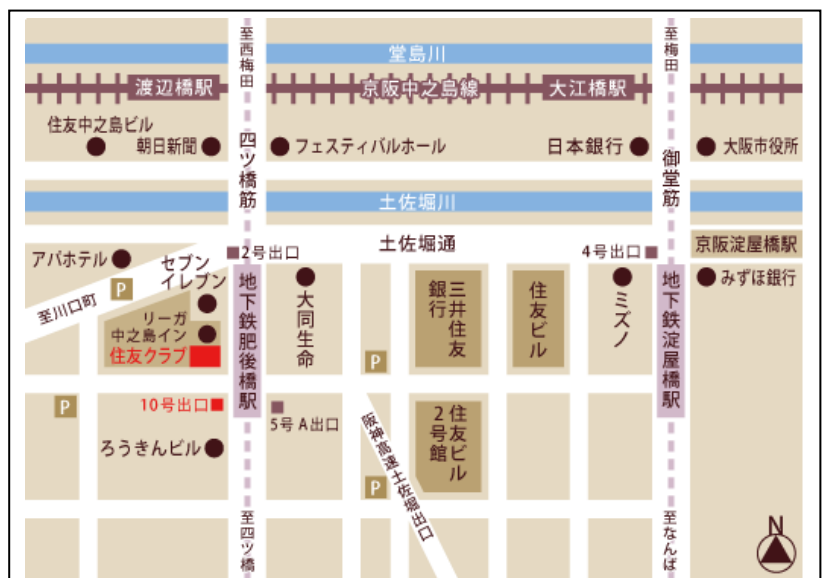 至西梅田
至梅田
堂島川
渡辺橋駅
京阪中之島線
大江橋駅
住友中之島ビル
朝日新聞
四ツ橋筋
フェスティバルホール
日本銀行
御堂筋
大阪市役所
土佐堀川
土佐堀通
京阪淀屋橋駅
アパホテル
セブン
イレブン
2号出口
4号出口
みずほ銀行
P
至川口町
リーガ
中之島イン
住友クラブ
地下鉄肥後橋駅
大同生命
三井住友
銀行
住友ビル
ミズノ
地下鉄淀屋橋駅
P
P
10号出口
5号A出口
阪神高速土佐堀出口
住友ビル
2号館
ろうきんビル
P
至四ツ橋
至なんば
N